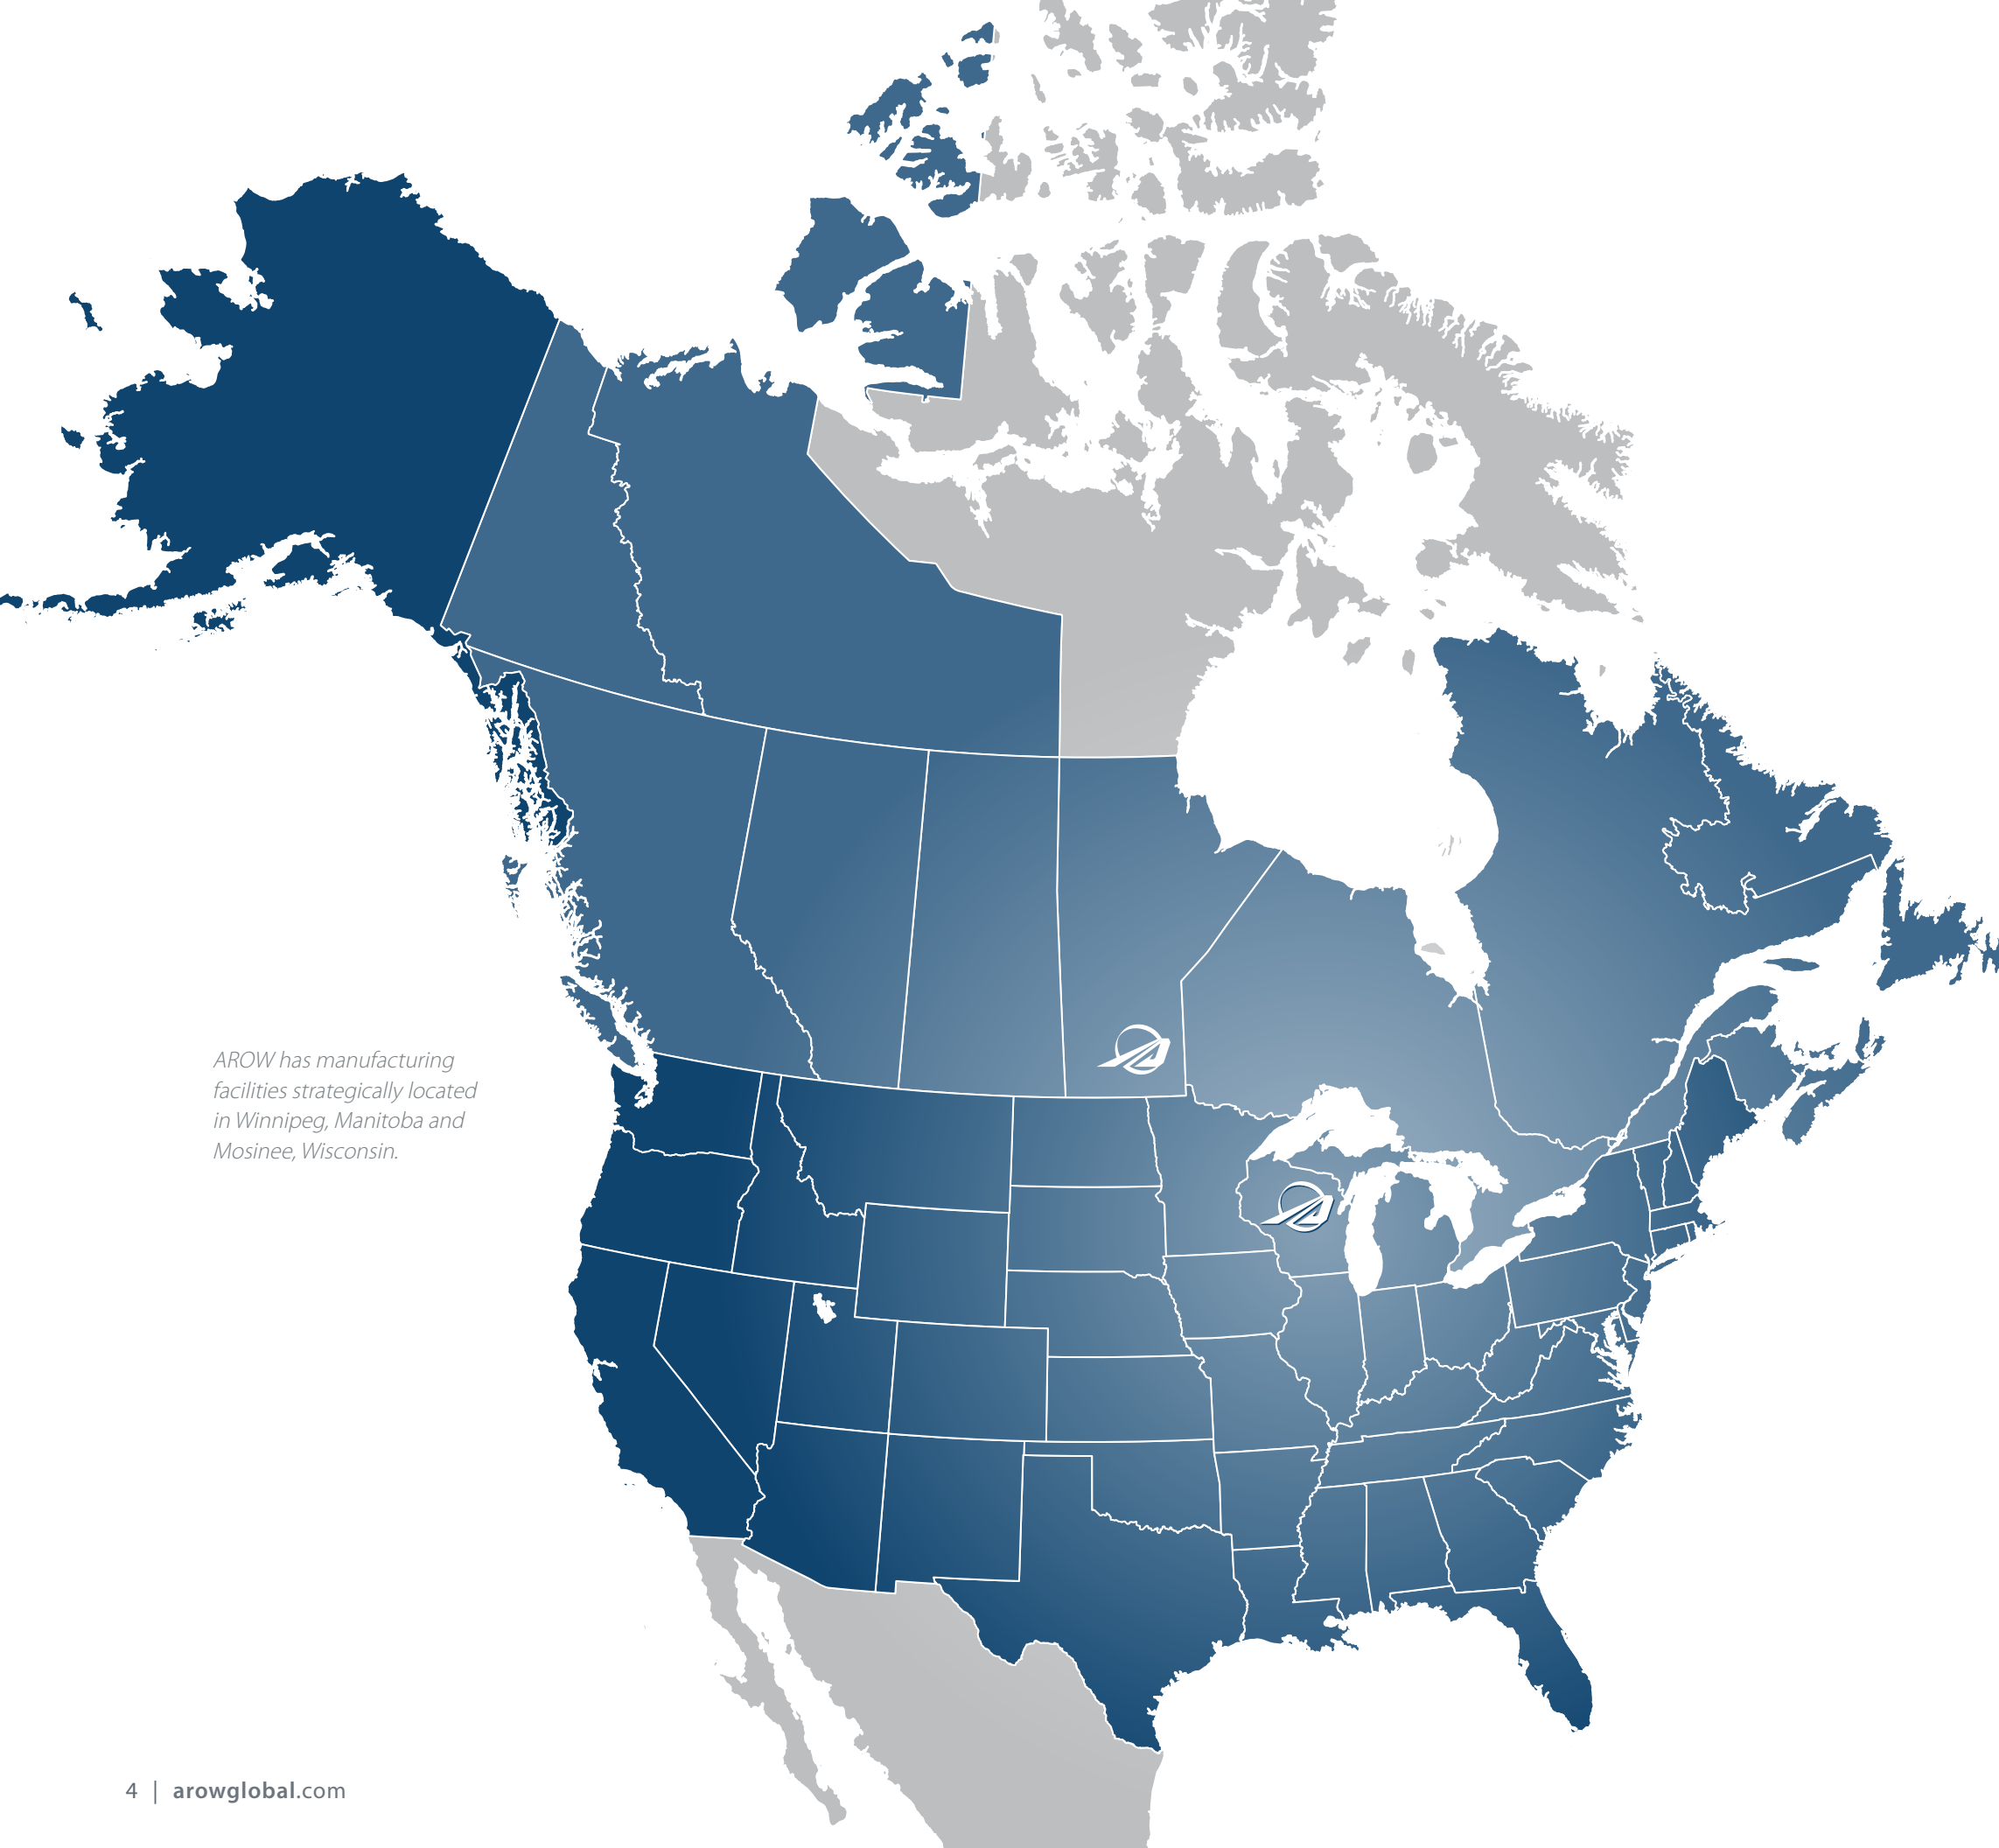 AROW has manufacturing
facilities strategically located
in Winnipeg, Manitoba and
Mosinee, Wisconsin.
4 | arowglobal.com